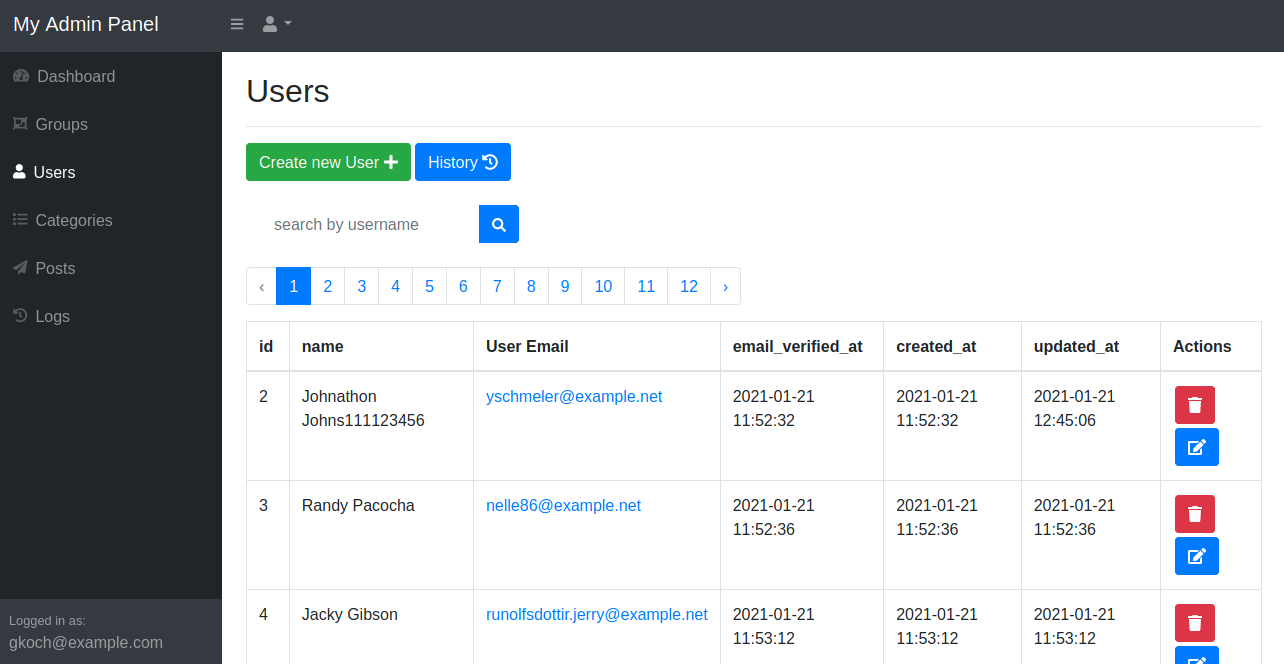 My Admin Panel
Dashboard
Groups
Users
Categories
Posts
Logs
Logged in as:
gkoch@example.com
Users
Create new User
History
search by username
‹ 1 2 3 4 5 6 7 8 9 10 11 12 ›
id name User Email email_verified_at created_at updated_at Actions
2 Johnathon yschmeler@example.net 2021-01-21 2021-01-21 2021-01-21
Johns111123456 11:52:32 11:52:32 12:45:06
3 Randy Pacocha nelle86@example.net 2021-01-21 2021-01-21 2021-01-21
11:52:36 11:52:36 11:52:36
4 Jacky Gibson runolfsdottir.jerry@example.net 2021-01-21 2021-01-21 2021-01-21
11:53:12 11:53:12 11:53:12